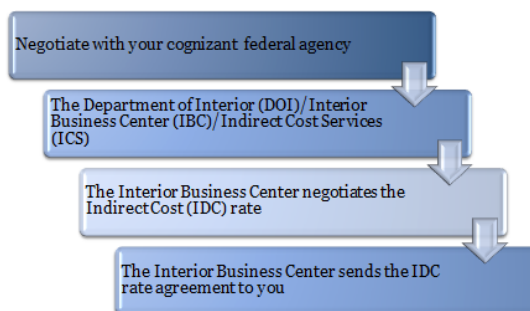 Negotiate with your cognizant federal agency
The Department of Interior (DOI)/Interior
Business Center (IBC)/Indirect Cost Services
(ICS)
The Interior Business Center negotiates the
Indirect Cost (IDC) rate
The Interior Business Center sends the IDC
rate agreement to you